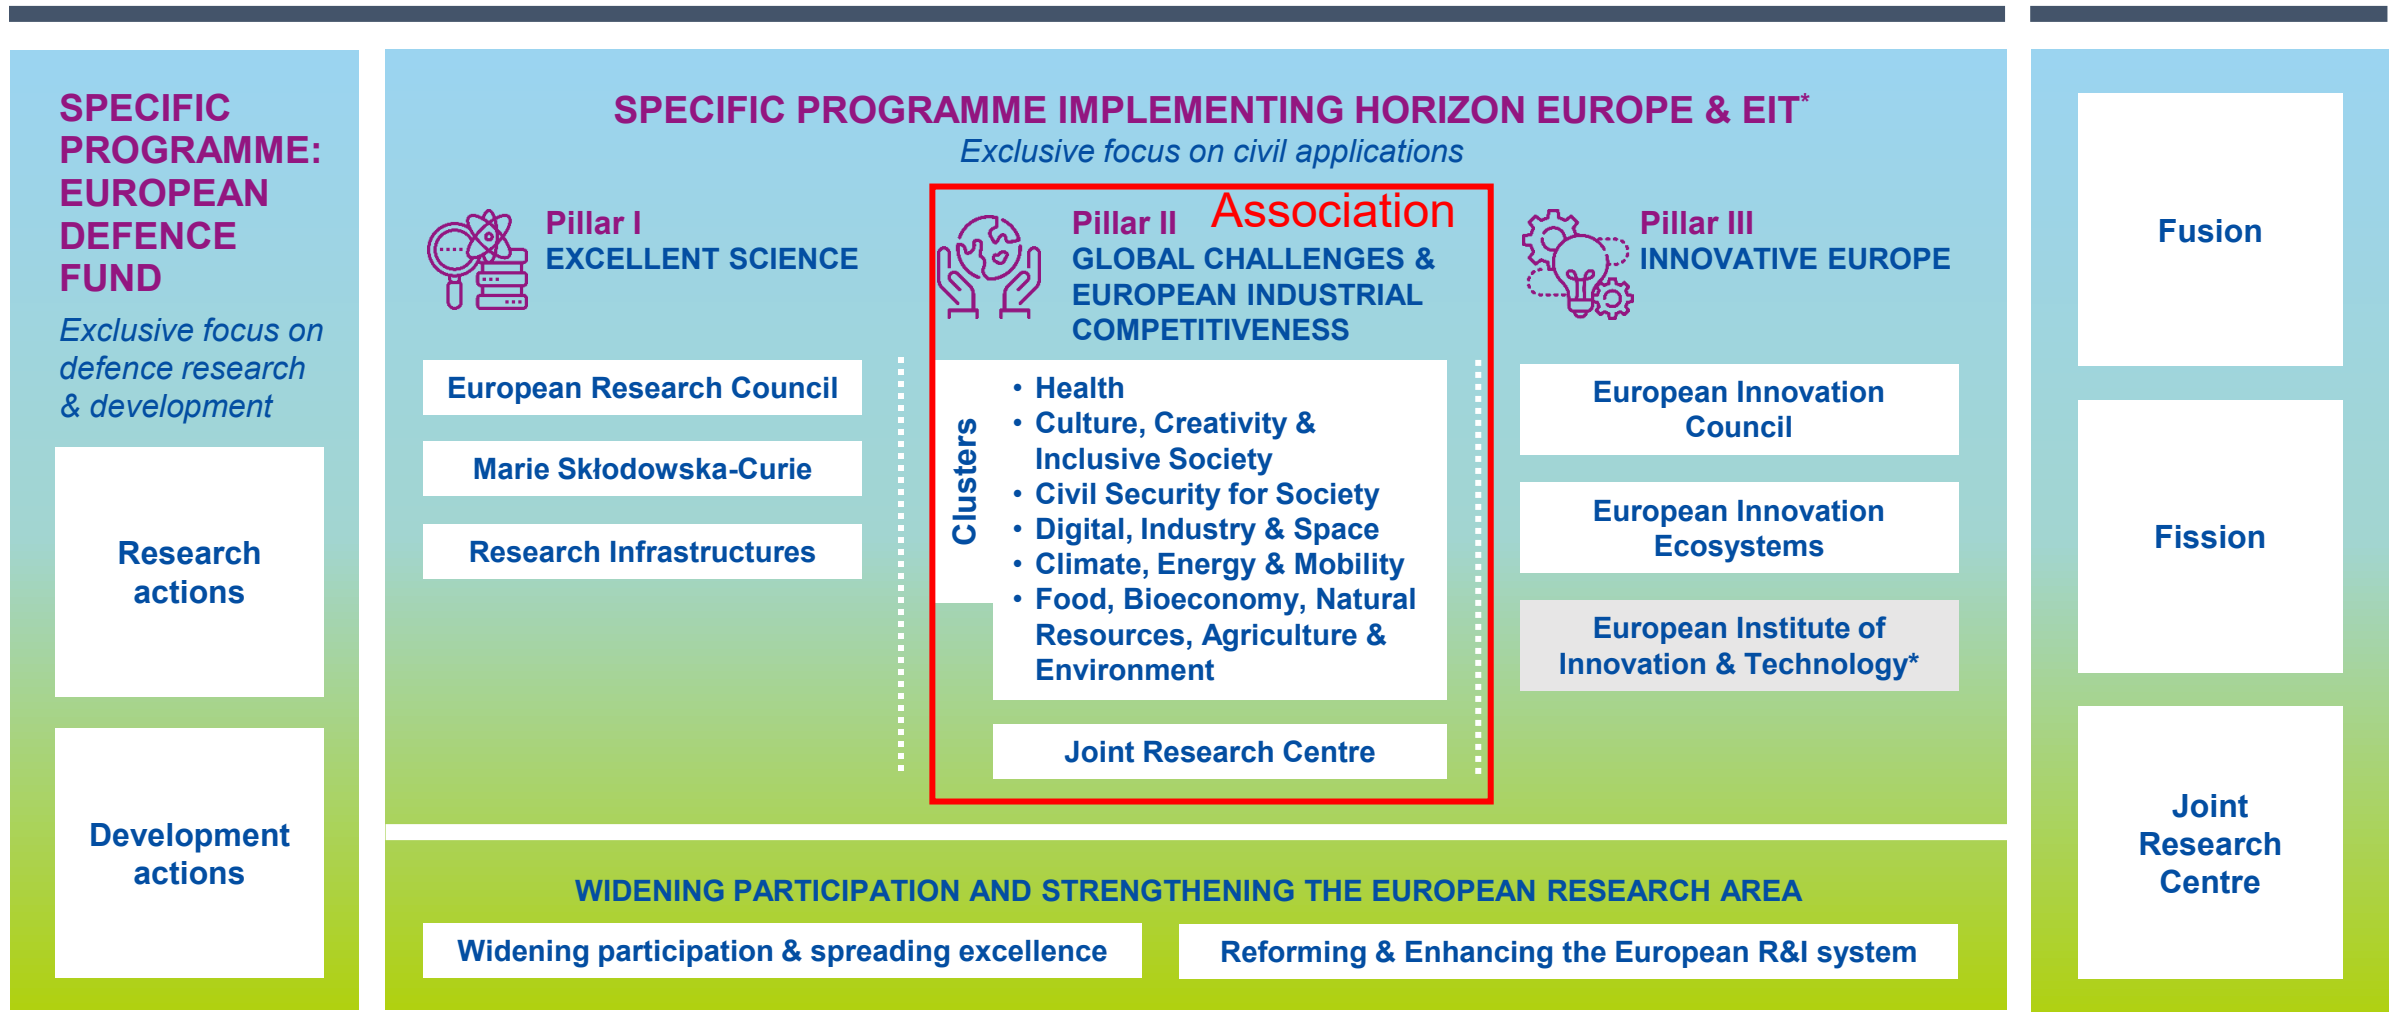 SPECIFIC
PROGRAMME:
EUROPEAN
DEFENCE
FUND
Exclusive focus on
defence research
& development
Research
actions
Development
actions
SPECIFIC PROGRAMME IMPLEMENTING HORIZON EUROPE & EIT*
Exclusive focus on civil applications
Pillar I
EXCELLENT SCIENCE
European Research Council
Marie Skłodowska-Curie
Research Infrastructures
Association
Pillar II
GLOBAL CHALLENGES &
EUROPEAN INDUSTRIAL
COMPETITIVENESS
Clusters
• Health
• Culture, Creativity &
Inclusive Society
• Civil Security for Society
• Digital, Industry & Space
• Climate, Energy & Mobility
• Food, Bioeconomy, Natural
Resources, Agriculture &
Environment
Joint Research Centre
Pillar III
INNOVATIVE EUROPE
European Innovation
Council
European Innovation
Ecosystems
European Institute of
Innovation & Technology*
WIDENING PARTICIPATION AND STRENGTHENING THE EUROPEAN RESEARCH AREA
Widening participation & spreading excellence
Reforming & Enhancing the European R&I system
Fusion
Fission
Joint
Research
Centre